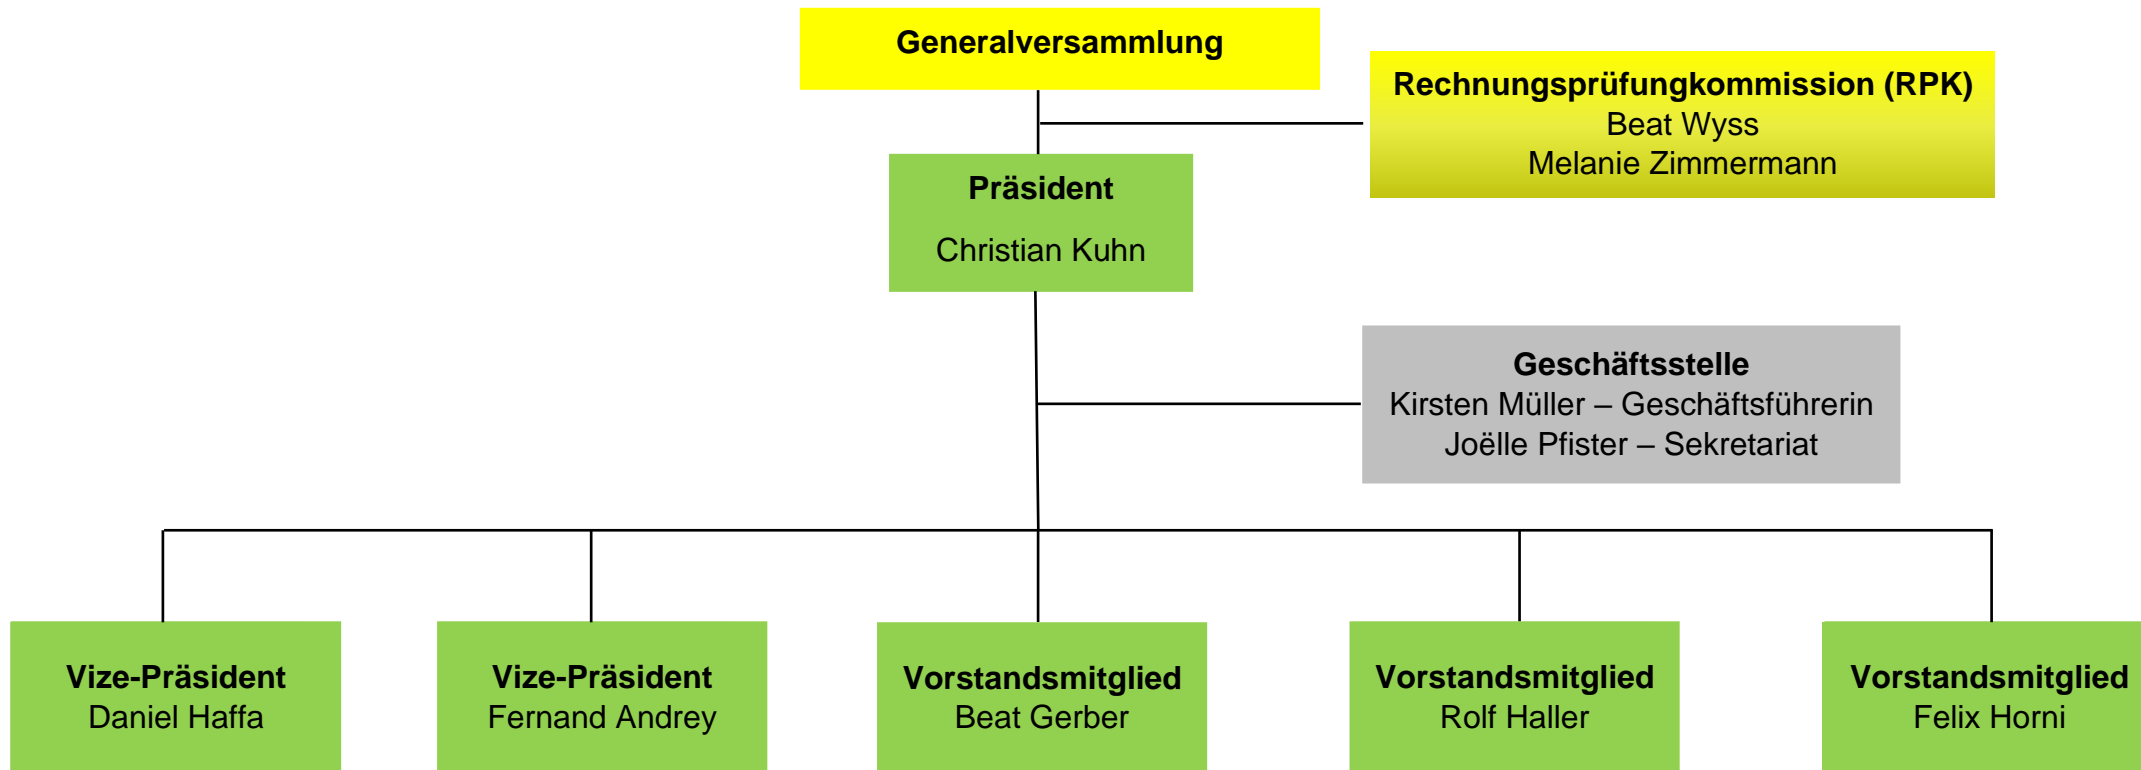 Generalversammlung
Rechnungsprüfungkommission (RPK)
Beat Wyss
Melanie Zimmermann
Präsident
Christian Kuhn
Geschäftsstelle
Kirsten Müller – Geschäftsführerin
Joëlle Pfister – Sekretariat
Vize-Präsident
Daniel Haffa
Vize-Präsident
Fernand Andrey
Vorstandsmitglied
Beat Gerber
Vorstandsmitglied
Rolf Haller
Vorstandsmitglied
Felix Horni